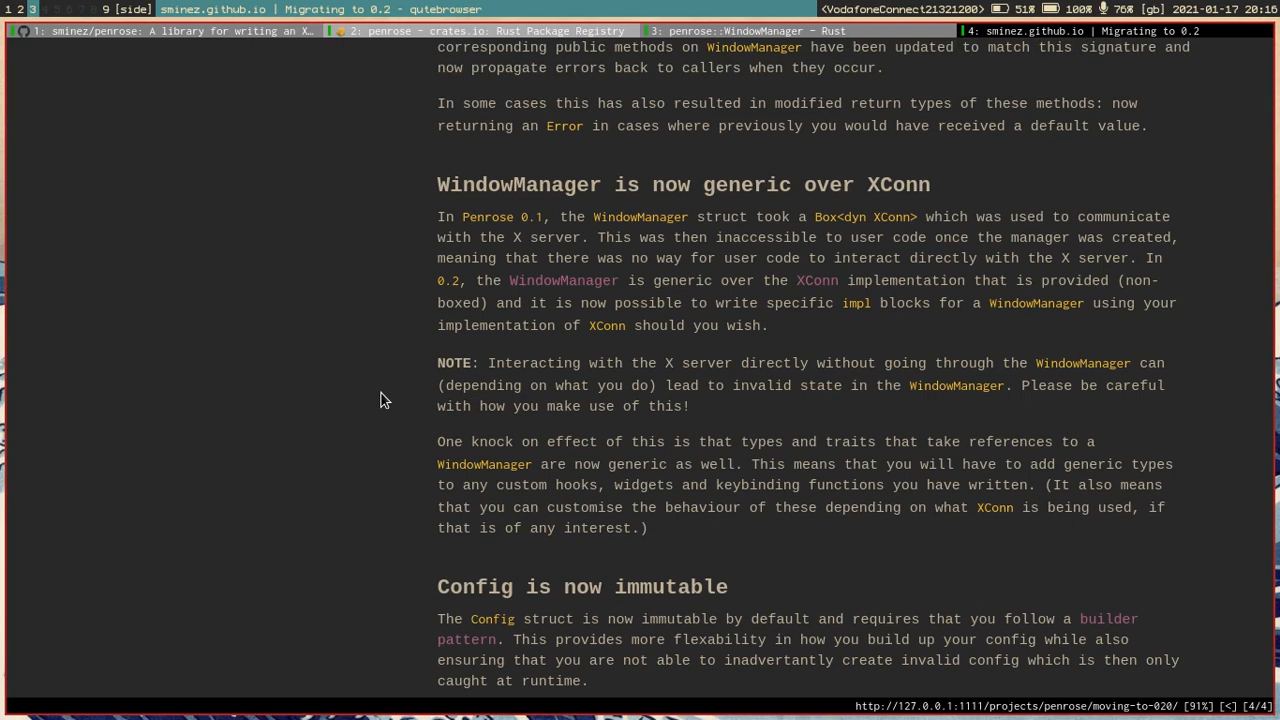 1 2 3 4 5 6 7 8 9 [side] sminez.github.io | Migrating to 0.2 - qutebrowser <VodafoneConnect21321200> 51% 100% 76% [gb] 2021-01-17 20:16
1: sminez/penrose: A library for writing an X… 2: penrose - crates.io: Rust Package Registry 3: penrose::WindowManager - Rust 4: sminez.github.io | Migrating to 0.2
corresponding public methods on WindowManager have been updated to match this signature and
now propagate errors back to callers when they occur.
In some cases this has also resulted in modified return types of these methods: now
returning an Error in cases where previously you would have received a default value.
WindowManager is now generic over XConn
In Penrose 0.1, the WindowManager struct took a Box<dyn XConn> which was used to communicate
with the X server. This was then inaccessible to user code once the manager was created,
meaning that there was no way for user code to interact directly with the X server. In
0.2, the WindowManager is generic over the XConn implementation that is provided (non-
boxed) and it is now possible to write specific impl blocks for a WindowManager using your
implementation of XConn should you wish.
NOTE: Interacting with the X server directly without going through the WindowManager can
(depending on what you do) lead to invalid state in the WindowManager. Please be careful
with how you make use of this!
One knock on effect of this is that types and traits that take references to a
WindowManager are now generic as well. This means that you will have to add generic types
to any custom hooks, widgets and keybinding functions you have written. (It also means
that you can customise the behaviour of these depending on what XConn is being used, if
that is of any interest.)
Config is now immutable
The Config struct is now immutable by default and requires that you follow a builder
pattern. This provides more flexability in how you build up your config while also
ensuring that you are not able to inadvertantly create invalid config which is then only
caught at runtime.
http://127.0.0.1:1111/projects/penrose/moving-to-020/ [91%] [<] [4/4]